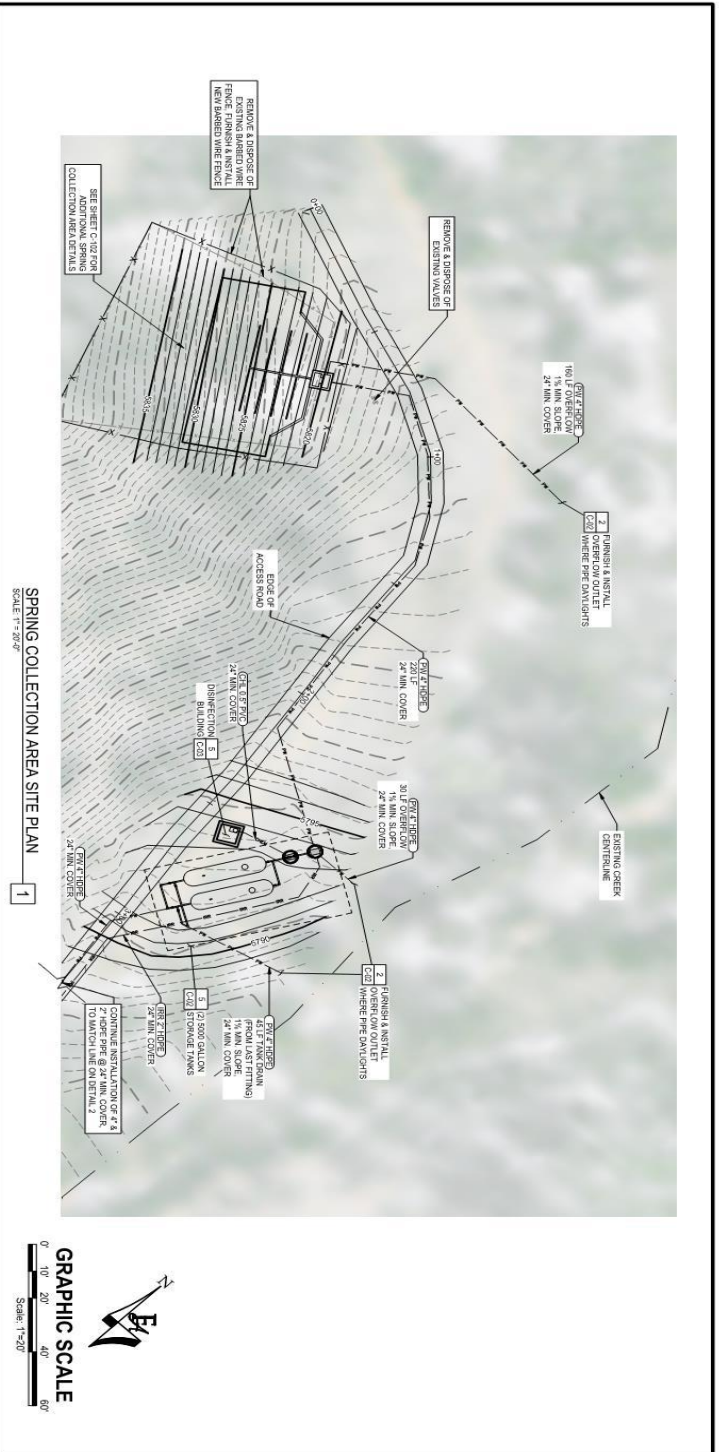 REMOVE & DISPOSE OF
EXISTING BARBED WIRE
FENCE, FURNISH & INSTALL
NEW BARBED WIRE FENCE
SEE SHEET C-102 FOR
ADDITIONAL SPRING
COLLECTION AREA DETAILS
REMOVE & DISPOSE OF
EXISTING VALVES
0+00
1+00
5835
5830
5825
5820
PW 4" HDPE
160 LF OVERFLOW
1% MIN. SLOPE,
24" MIN. COVER
2
C-02
FURNISH & INSTALL
OVERFLOW OUTLET
WHERE PIPE DAYLIGHTS
EDGE OF
ACCESS ROAD
PW 4" HDPE
220 LF
24" MIN. COVER
CHL 0.5" PVC
24" MIN. COVER
DISINFECTION
BUILDING
5
C-03
PW 4" HDPE
30 LF OVERFLOW
1% MIN. SLOPE,
24" MIN. COVER
EXISTING CREEK
CENTERLINE
5795
5790
2
C-02
FURNISH & INSTALL
OVERFLOW OUTLET
WHERE PIPE DAYLIGHTS
PW 4" HDPE
45 LF TANK DRAIN
(FROM LAST FITTING)
1% MIN. SLOPE,
24" MIN. COVER
5
C-02
(2) 5000 GALLON
STORAGE TANKS
IRR 2" HDPE
24" MIN. COVER
PW 4" HDPE
24" MIN. COVER
CONTINUE INSTALLATION OF 4" &
2" HDPE PIPE @ 24" MIN. COVER,
TO MATCH LINE ON DETAIL 2
SPRING COLLECTION AREA SITE PLAN
SCALE: 1" = 20'-0"
1
N
GRAPHIC SCALE
0' 10' 20' 40' 60'
Scale: 1"=20'